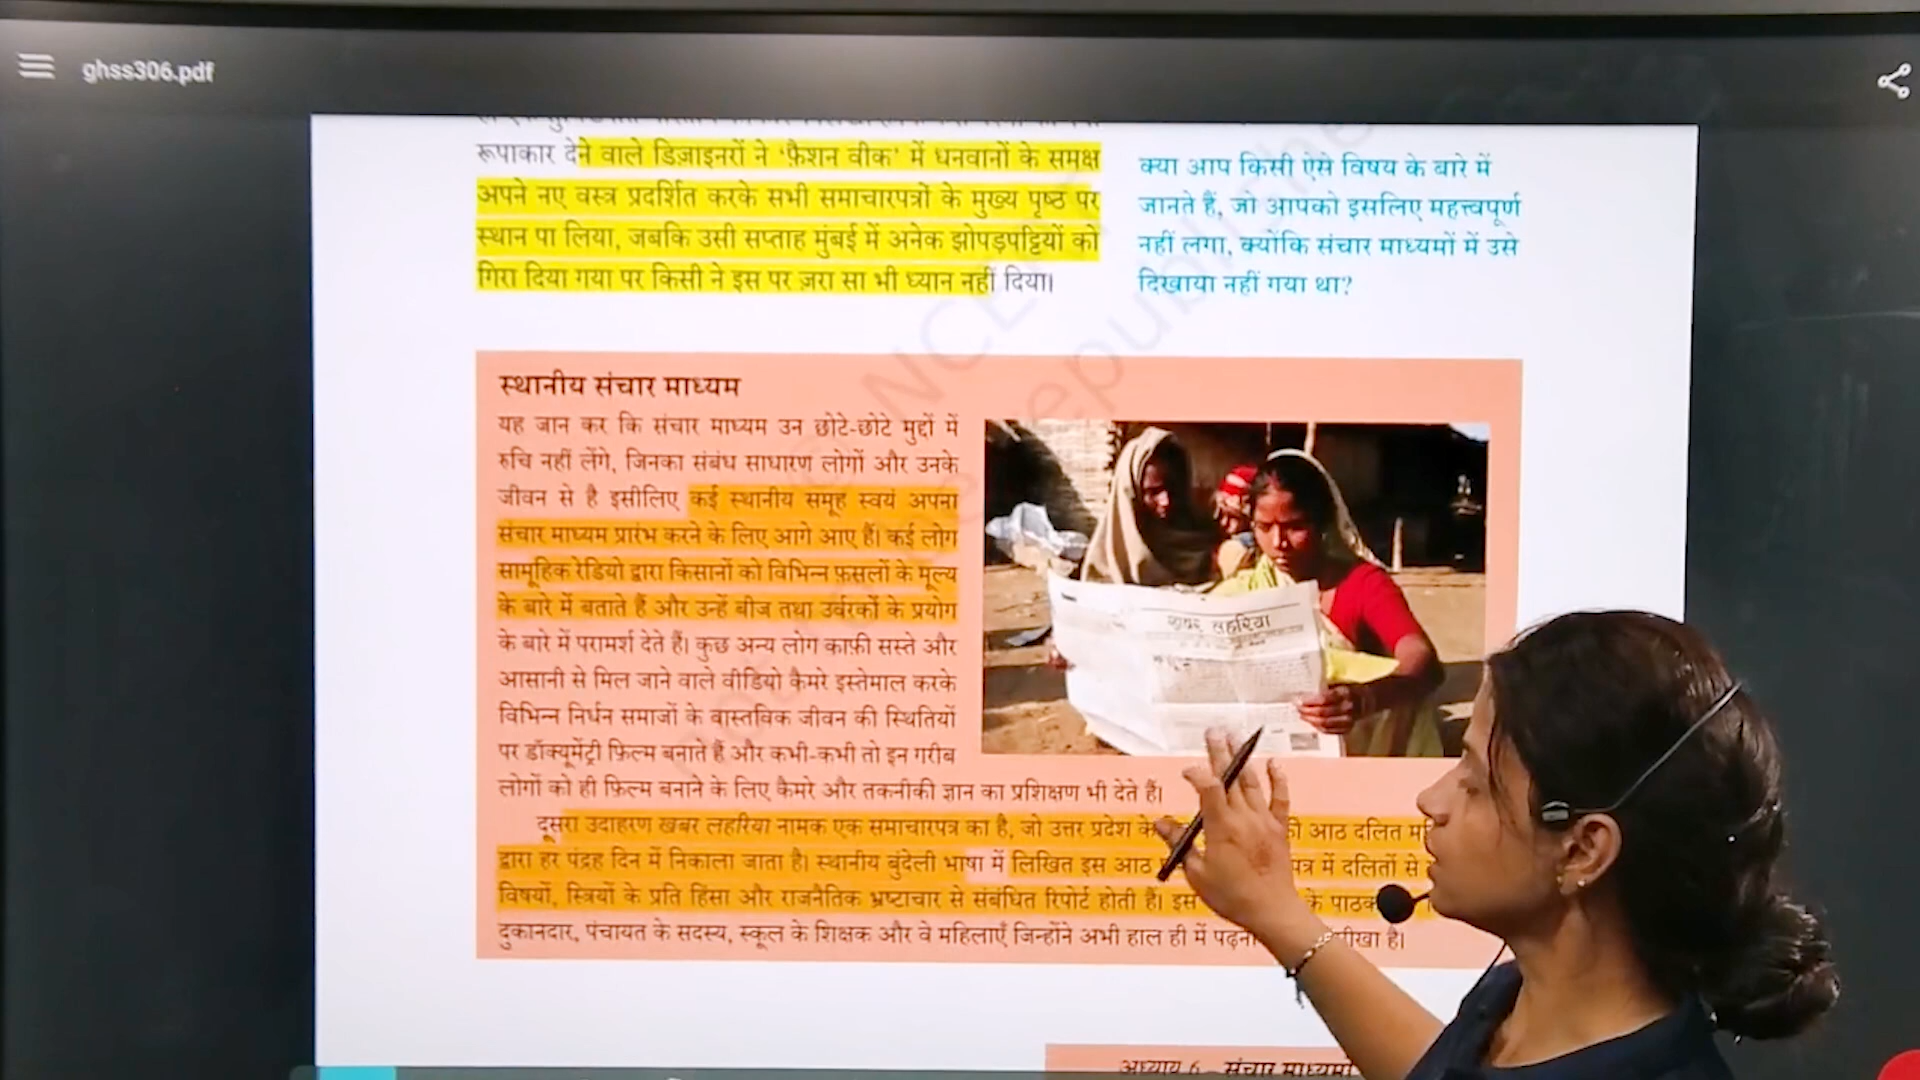 ghss306.pdf
रूपाकार देने वाले डिज़ाइनरों ने ‘फ़ैशन वीक’ में धनवानों के समक्ष
अपने नए वस्त्र प्रदर्शित करके सभी समाचारपत्रों के मुख्य पृष्ठ पर
स्थान पा लिया, जबकि उसी सप्ताह मुंबई में अनेक झोपड़पट्टियों को
गिरा दिया गया पर किसी ने इस पर ज़रा सा भी ध्यान नहीं दिया।
क्या आप किसी ऐसे विषय के बारे में
जानते हैं, जो आपको इसलिए महत्त्वपूर्ण
नहीं लगा, क्योंकि संचार माध्यमों में उसे
दिखाया नहीं गया था?
स्थानीय संचार माध्यम
यह जान कर कि संचार माध्यम उन छोटे-छोटे मुद्दों में
रुचि नहीं लेंगे, जिनका संबंध साधारण लोगों और उनके
जीवन से है इसीलिए कई स्थानीय समूह स्वयं अपना
संचार माध्यम प्रारंभ करने के लिए आगे आए हैं। कई लोग
सामूहिक रेडियो द्वारा किसानों को विभिन्न फ़सलों के मूल्य
के बारे में बताते हैं और उन्हें बीज तथा उर्वरकों के प्रयोग
के बारे में परामर्श देते हैं। कुछ अन्य लोग काफ़ी सस्ते और
आसानी से मिल जाने वाले वीडियो कैमरे इस्तेमाल करके
विभिन्न निर्धन समाजों के वास्तविक जीवन की स्थितियों
पर डॉक्यूमेंट्री फ़िल्म बनाते हैं और कभी-कभी तो इन गरीब
लोगों को ही फ़िल्म बनाने के लिए कैमरे और तकनीकी ज्ञान का प्रशिक्षण भी देते हैं।
दूसरा उदाहरण खबर लहरिया नामक एक समाचारपत्र का है, जो उत्तर प्रदेश के आठ दलित
द्वारा हर पंद्रह दिन में निकाला जाता है। स्थानीय बुंदेली भाषा में लिखित इस आठ पत्र में दलितों से
विषयों, स्त्रियों के प्रति हिंसा और राजनैतिक भ्रष्टाचार से संबंधित रिपोर्ट होती हैं। इस के पाठक
दुकानदार, पंचायत के सदस्य, स्कूल के शिक्षक और वे महिलाएँ जिन्होंने अभी हाल ही में पढ़ना है।
खबर लहरिया
अध्याय 6 संचार माध्यमों